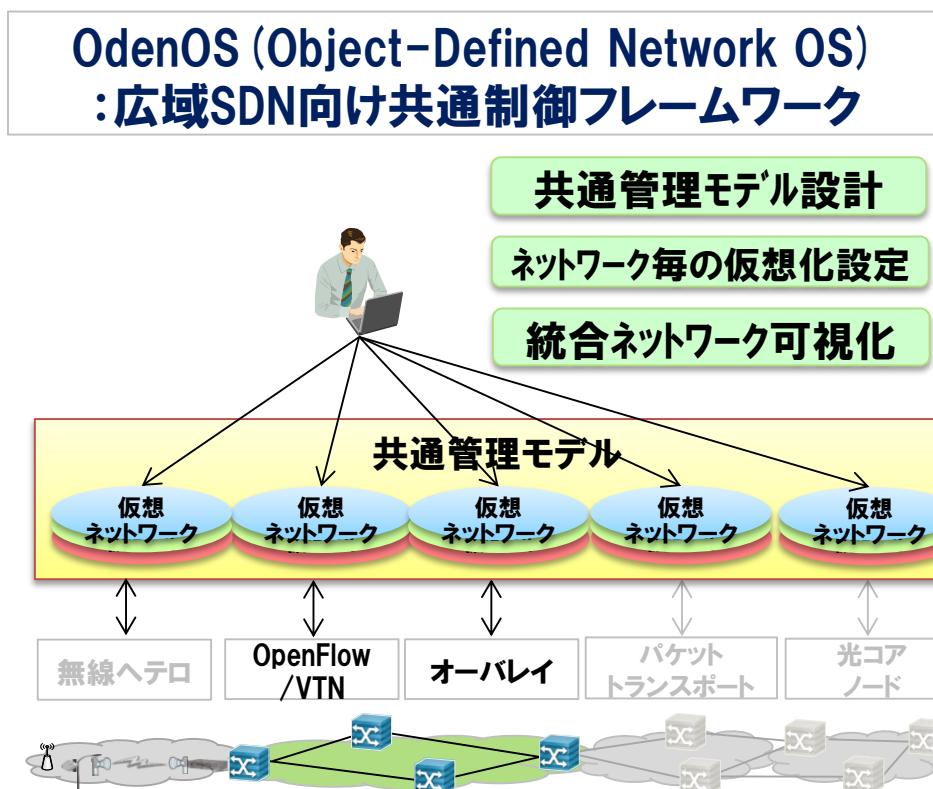 OdenOS(Object-Defined Network OS)
:広域SDN向け共通制御フレームワーク
共通管理モデル設計
ネットワーク毎の仮想化設定
統合ネットワーク可視化
共通管理モデル
仮想
ネットワーク
仮想
ネットワーク
仮想
ネットワーク
仮想
ネットワーク
仮想
ネットワーク
無線ヘテロ
OpenFlow
/VTN
オーバレイ
パケット
トランスポート
光コア
ノード